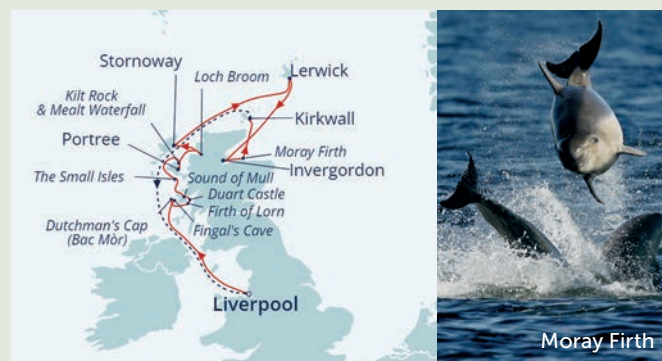 Stornoway
Loch Broom
Lerwick
Kilt Rock
& Mealt Waterfall
Kirkwall
Portree
Moray Firth
Invergordon
The Small Isles
Sound of Mull
Duart Castle
Firth of Lorn
Dutchman's Cap
(Bac Mòr)
Fingal's Cave
Liverpool
Moray Firth